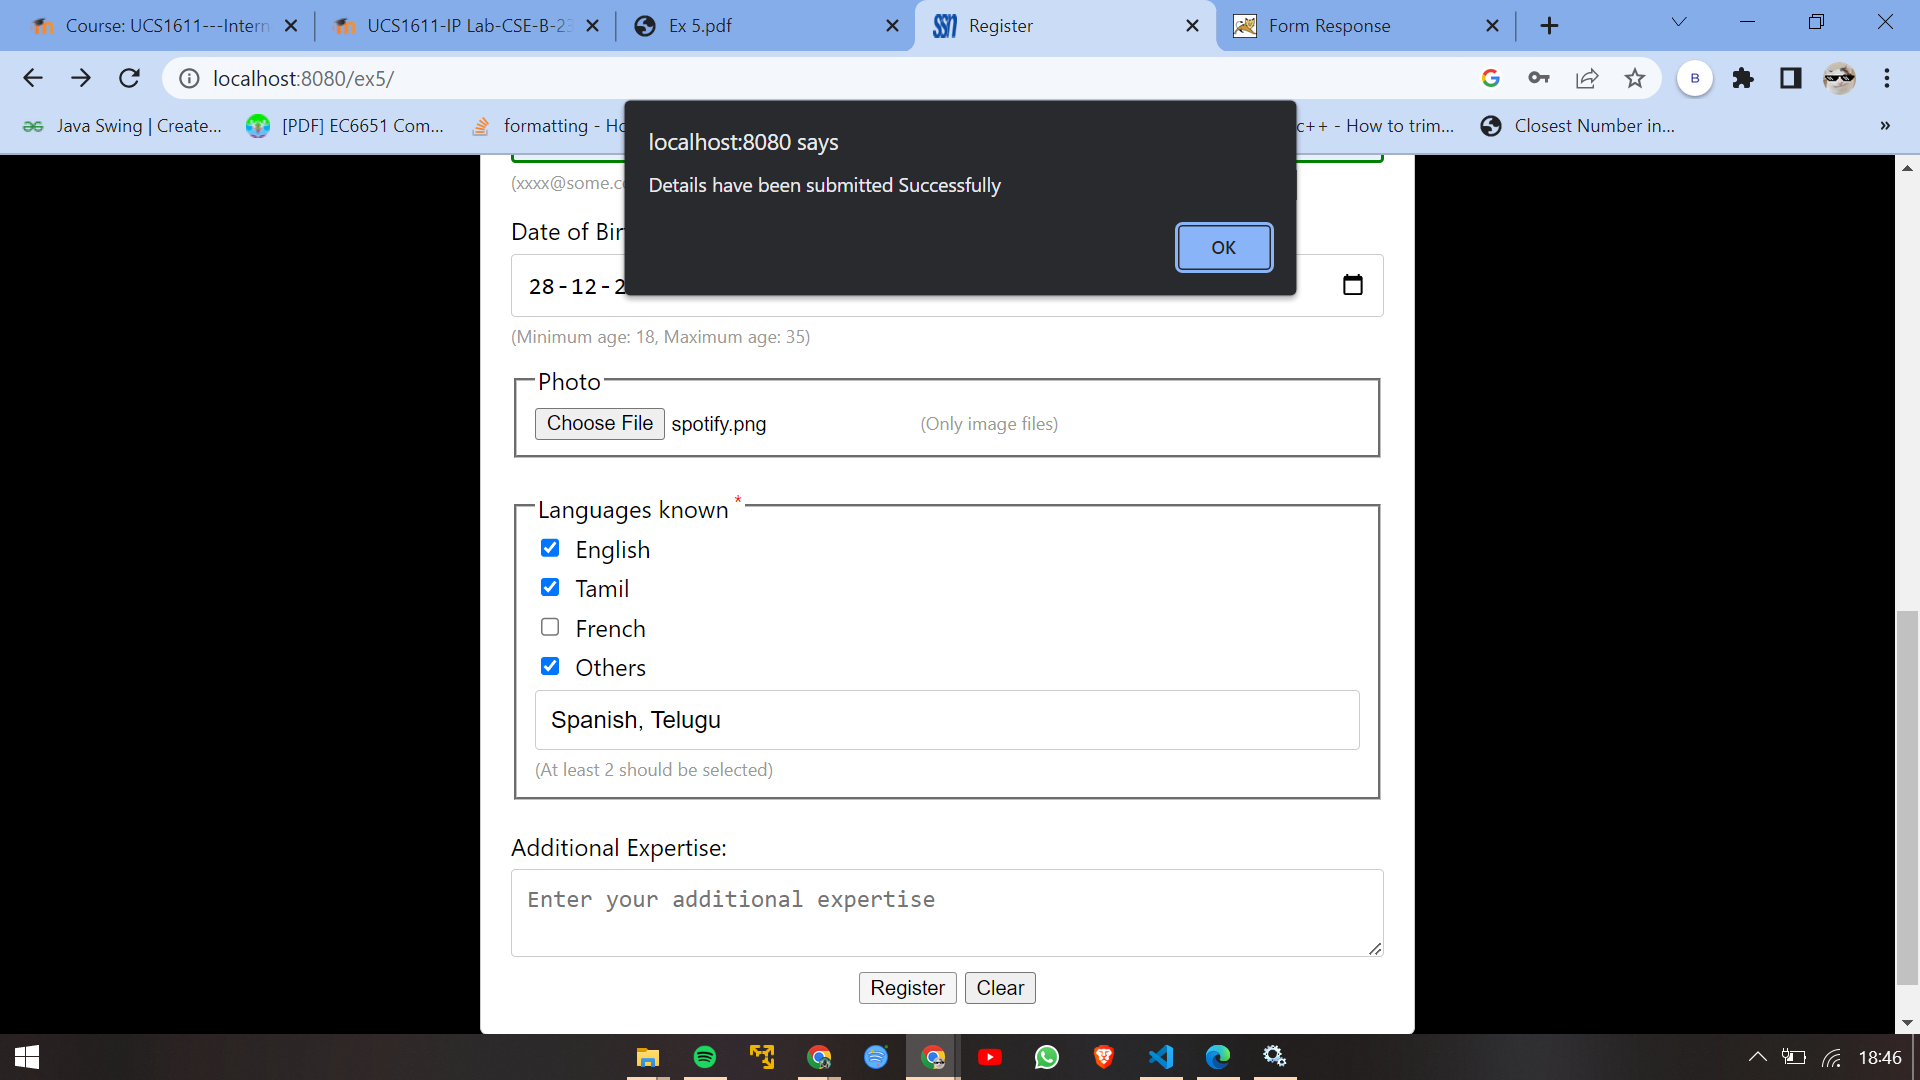 Course: UCS1611---Intern
UCS1611-IP Lab-CSE-B-23
Ex 5.pdf
SSN
Register
Form Response
localhost:8080/ex5/
B
Java Swing | Create...
[PDF] EC6651 Com...
formatting - Ho
c++ - How to trim...
Closest Number in...
»
localhost:8080 says
Details have been submitted Successfully
OK
(xxxx@some.co
Date of Bir
28-12-2
(Minimum age: 18, Maximum age: 35)
Photo
Choose File spotify.png (Only image files)
Languages known *
English
Tamil
French
Others
Spanish, Telugu
(At least 2 should be selected)
Additional Expertise:
Enter your additional expertise
Register Clear
18:46